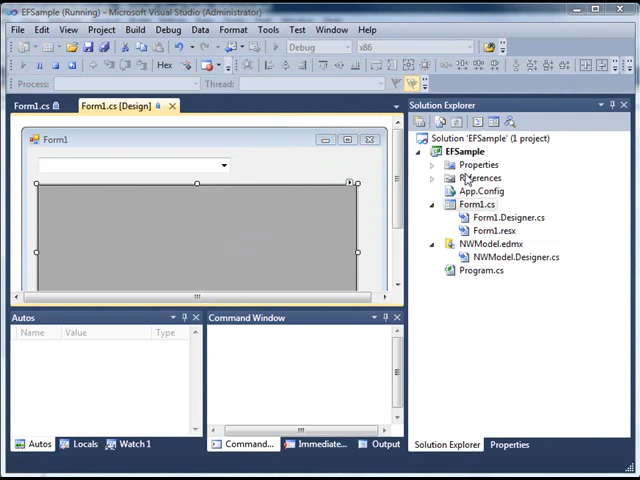 EFSample (Running) - Microsoft Visual Studio (Administrator)
File Edit View Project Build Debug Data Format Tools Test Window Help
Debug x86
Hex
Process: Thread:
Form1.cs Form1.cs [Design]
Solution Explorer
Form1
Solution 'EFSample' (1 project)
EFSample
Properties
References
App.Config
Form1.cs
Form1.Designer.cs
Form1.resx
NWModel.edmx
NWModel.Designer.cs
Program.cs
Autos
Command Window
Name Value Type
Autos Locals Watch 1
Command... Immediate... Output
Solution Explorer Properties